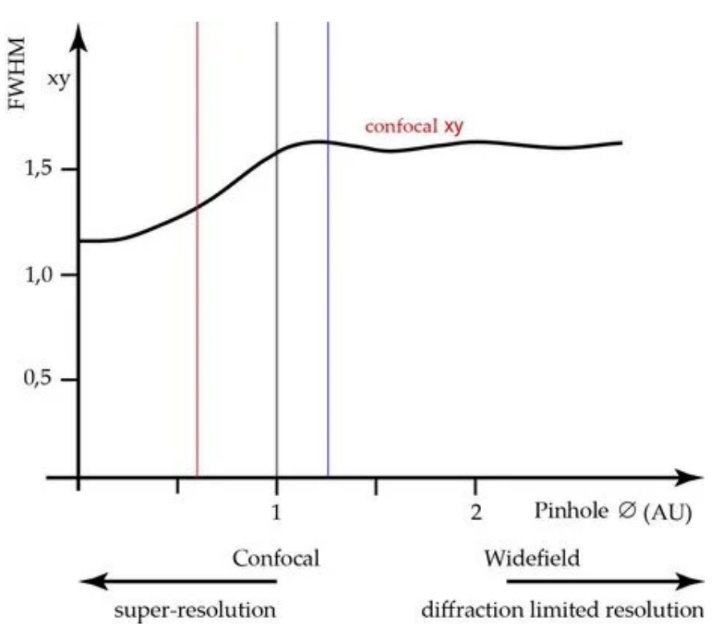 FWHM
xy
confocal xy
1,5
1,0
0,5
1
2
Pinhole ∅ (AU)
Confocal
Widefield
super-resolution
diffraction limited resolution